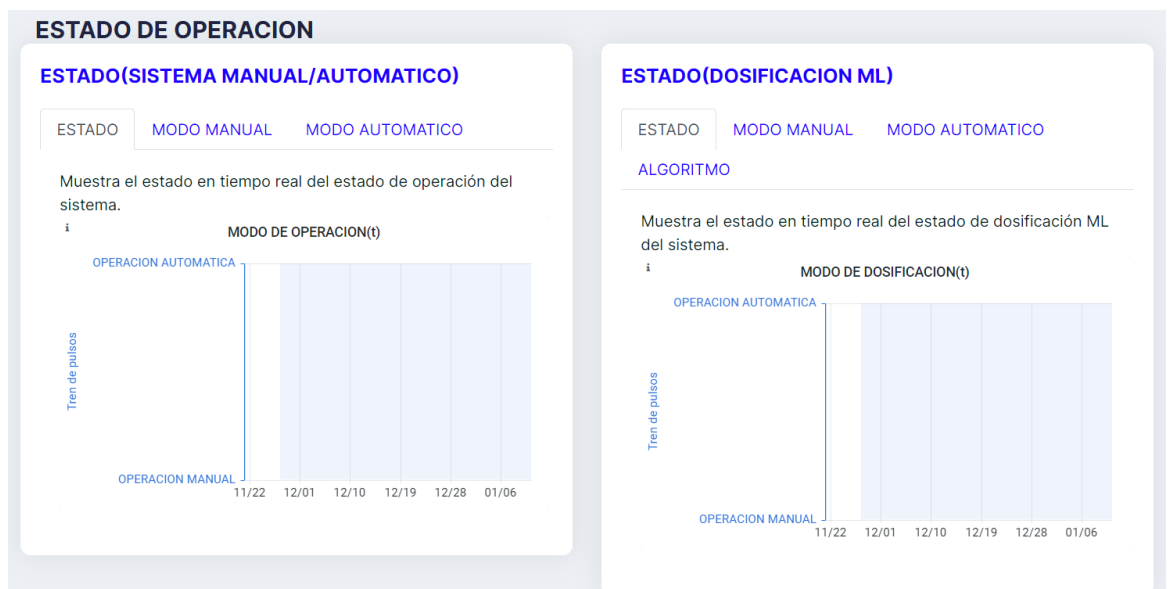 ESTADO DE OPERACION
ESTADO(SISTEMA MANUAL/AUTOMATICO)
ESTADO MODO MANUAL MODO AUTOMATICO
Muestra el estado en tiempo real del estado de operación del
sistema.
i
MODO DE OPERACION(t)
OPERACION AUTOMATICA
Tren de pulsos
OPERACION MANUAL
11/22 12/01 12/10 12/19 12/28 01/06
ESTADO(DOSIFICACION ML)
ESTADO MODO MANUAL MODO AUTOMATICO
ALGORITMO
Muestra el estado en tiempo real del estado de dosificación ML
del sistema.
i
MODO DE DOSIFICACION(t)
OPERACION AUTOMATICA
Tren de pulsos
OPERACION MANUAL
11/22 12/01 12/10 12/19 12/28 01/06